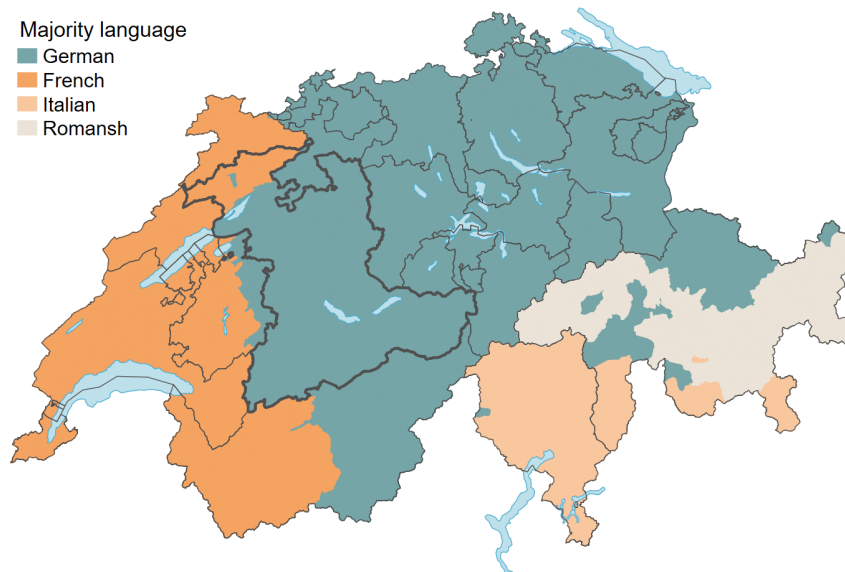 Majority language
German
French
Italian
Romansh